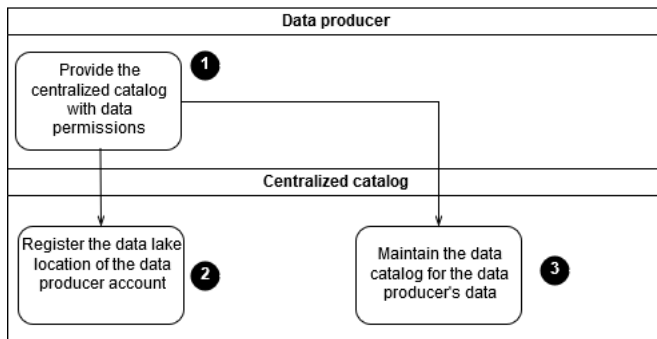 Data producer
Provide the
centralized catalog
with data
permissions
1
Centralized catalog
Register the data lake
location of the data
producer account
2
Maintain the data
catalog for the data
producer's data
3